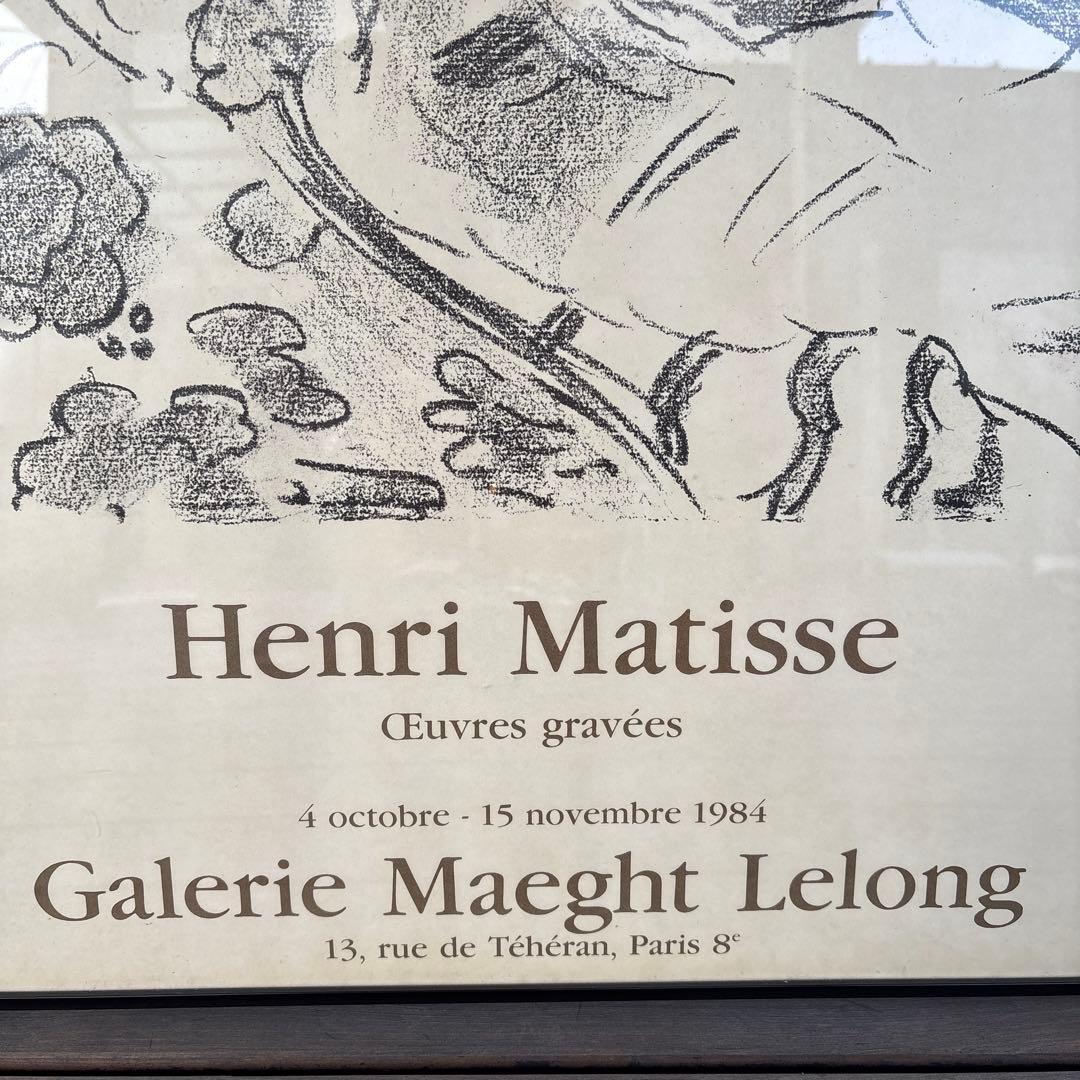 Henri Matisse
Œuvres gravées
4 octobre - 15 novembre 1984
Galerie Maeght Lelong
13, rue de Téhéran, Paris 8ᵉ